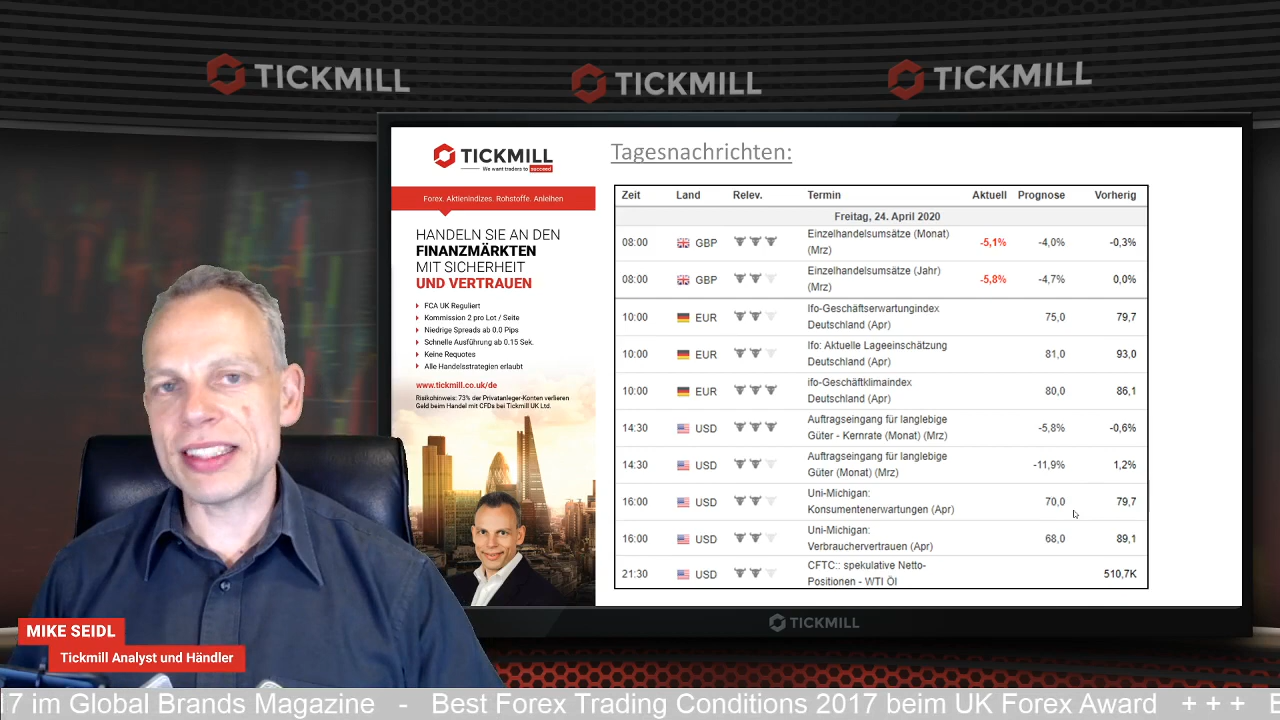 TICKMILL
TICKMILL
TICKMILL
TICKMILL
We want traders to succeed
Forex. Aktienindizes. Rohstoffe. Anleihen
HANDELN SIE AN DEN
FINANZMÄRKTEN
MIT SICHERHEIT
UND VERTRAUEN
FCA UK Reguliert
Kommission 2 pro Lot / Seite
Niedrige Spreads ab 0.0 Pips
Schnelle Ausführung ab 0.15 Sek.
Keine Requotes
Alle Handelsstrategien erlaubt
www.tickmill.co.uk/de
Risikohinweis: 73% der Privatanleger-Konten verlieren
Geld beim Handel mit CFDs bei Tickmill UK Ltd.
Tagesnachrichten:
Zeit Land Relev. Termin Aktuell Prognose Vorherig
Freitag, 24. April 2020
08:00 GBP Einzelhandelsumsätze (Monat) -5,1% -4,0% -0,3%
(Mrz)
08:00 GBP Einzelhandelsumsätze (Jahr) -5,8% -4,7% 0,0%
(Mrz)
10:00 EUR Ifo-Geschäftserwartungindex 75,0 79,7
Deutschland (Apr)
10:00 EUR Ifo: Aktuelle Lageeinschätzung 81,0 93,0
Deutschland (Apr)
10:00 EUR ifo-Geschäftklimaindex 80,0 86,1
Deutschland (Apr)
14:30 USD Auftragseingang für langlebige -5,8% -0,6%
Güter - Kernrate (Monat) (Mrz)
14:30 USD Auftragseingang für langlebige -11,9% 1,2%
Güter (Monat) (Mrz)
16:00 USD Uni-Michigan: 70,0 79,7
Konsumentenerwartungen (Apr)
16:00 USD Uni-Michigan: 68,0 89,1
Verbrauchervertrauen (Apr)
21:30 USD CFTC:: spekulative Netto- 510,7K
Positionen - WTI Öl
TICKMILL
MIKE SEIDL
Tickmill Analyst und Händler
17 im Global Brands Magazine - Best Forex Trading Conditions 2017 beim UK Forex Award + + + B